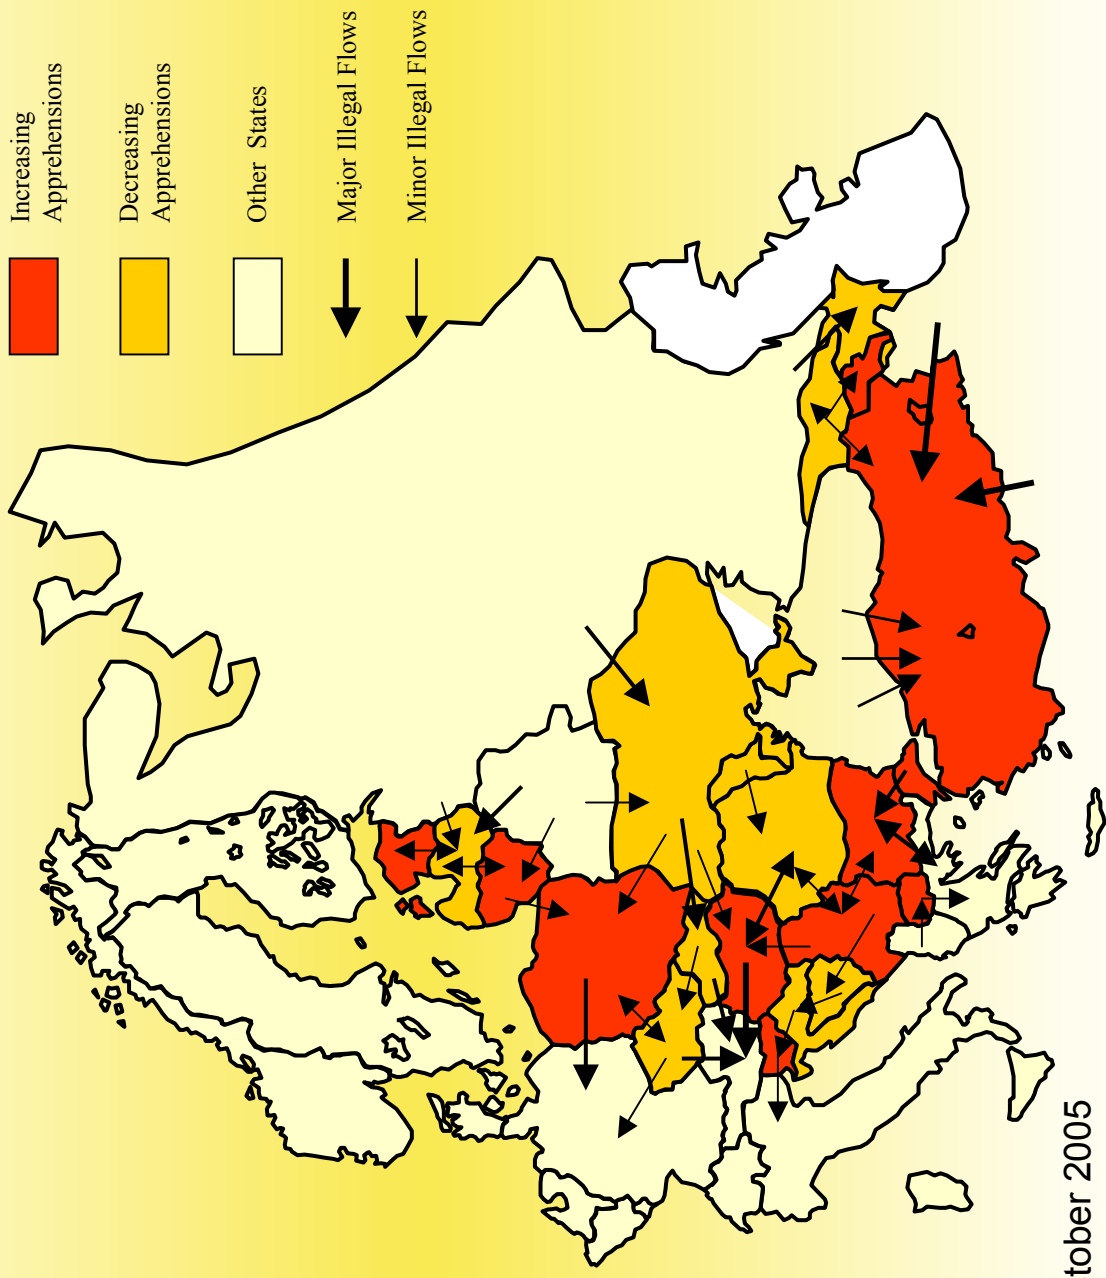 Increasing
Apprehensions
Decreasing
Apprehensions
Other States
Major Illegal Flows
Minor Illegal Flows
tober 2005